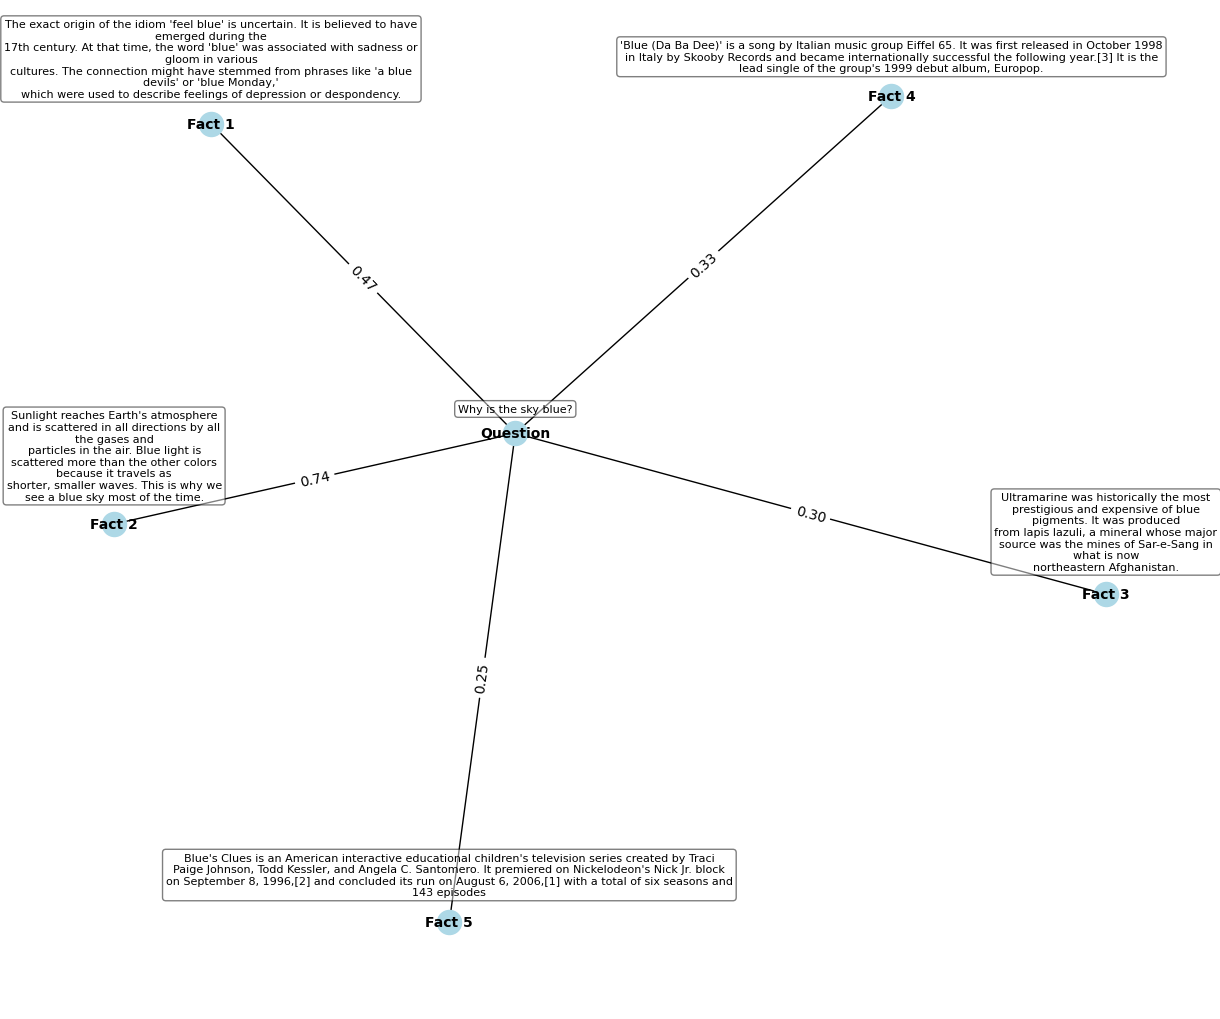 The exact origin of the idiom 'feel blue' is uncertain. It is believed to have
emerged during the
17th century. At that time, the word 'blue' was associated with sadness or
gloom in various
cultures. The connection might have stemmed from phrases like 'a blue
devils' or 'blue Monday,'
which were used to describe feelings of depression or despondency.
Fact 1
'Blue (Da Ba Dee)' is a song by Italian music group Eiffel 65. It was first released in October 1998
in Italy by Skooby Records and became internationally successful the following year.[3] It is the
lead single of the group's 1999 debut album, Europop.
Fact 4
0.47
0.33
Why is the sky blue?
Question
Sunlight reaches Earth's atmosphere
and is scattered in all directions by all
the gases and
particles in the air. Blue light is
scattered more than the other colors
because it travels as
shorter, smaller waves. This is why we
see a blue sky most of the time.
Fact 2
0.74
0.30
Ultramarine was historically the most
prestigious and expensive of blue
pigments. It was produced
from lapis lazuli, a mineral whose major
source was the mines of Sar-e-Sang in
what is now
northeastern Afghanistan.
Fact 3
0.25
Blue's Clues is an American interactive educational children's television series created by Traci
Paige Johnson, Todd Kessler, and Angela C. Santomero. It premiered on Nickelodeon's Nick Jr. block
on September 8, 1996,[2] and concluded its run on August 6, 2006,[1] with a total of six seasons and
143 episodes
Fact 5